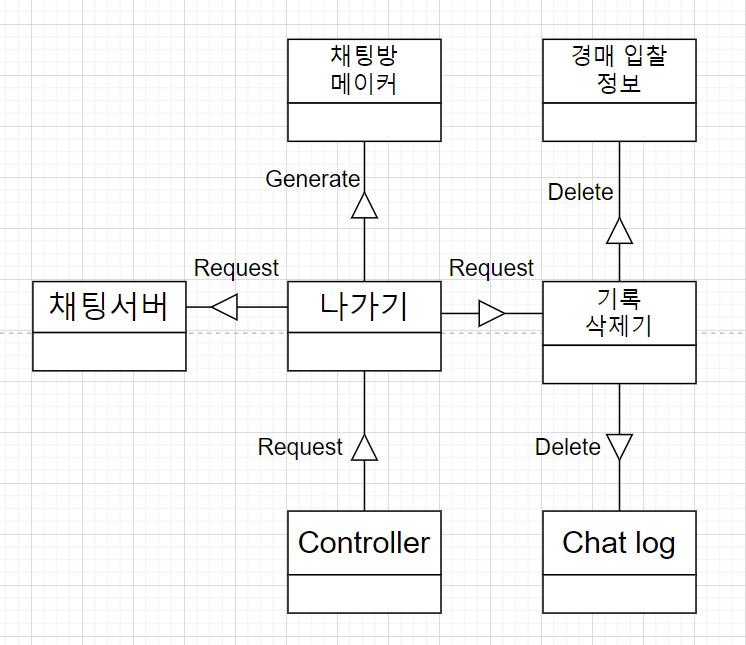 채팅방
메이커
경매 입찰
정보
Generate
Delete
Request
Request
채팅서버
나가기
기록
삭제기
Request
Delete
Controller
Chat log